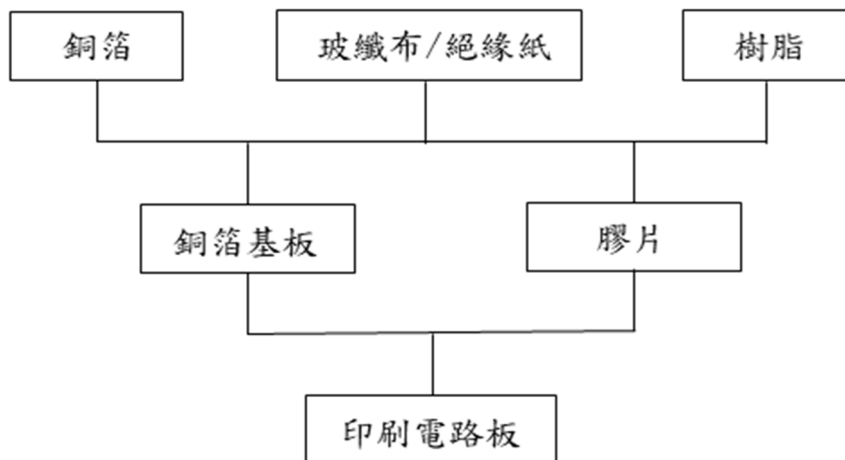 銅箔
玻纖布/絕緣紙
樹脂
銅箔基板
膠片
印刷電路板